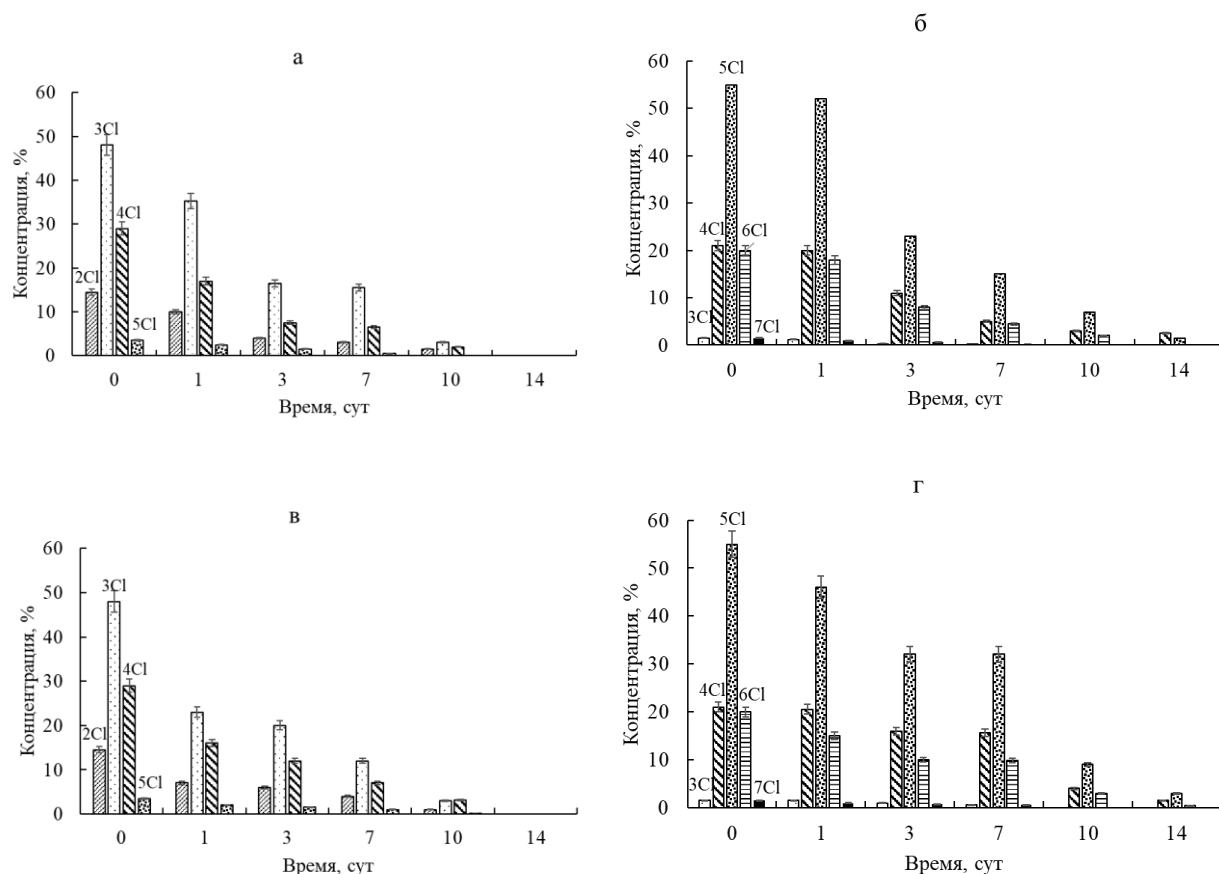 а
Концентрация, %
60
50
40
30
20
10
0
2Cl
3Cl
4Cl
5Cl
0 1 3 7 10 14
Время, сут
б
Концентрация, %
60
50
40
30
20
10
0
3Cl
4Cl
5Cl
6Cl
7Cl
0 1 3 7 10 14
Время, сут
в
Концентрация, %
60
50
40
30
20
10
0
2Cl
3Cl
4Cl
5Cl
0 1 3 7 10 14
Время, сут
г
Концентрация, %
60
50
40
30
20
10
0
3Cl
4Cl
5Cl
6Cl
7Cl
0 1 3 7 10 14
Время, сут